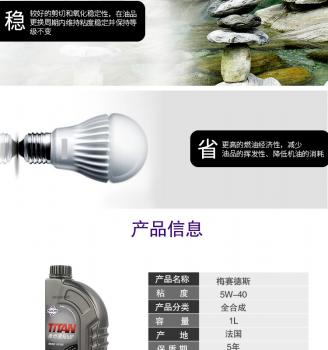 稳
较好的剪切和氧化稳定性，在油品
更换周期内维持粘度稳定并保持等
级不变
省
更高的燃油经济性，减少
油品的挥发性、降低机油的消耗
产品信息
产品名称 梅赛德斯
粘 度 5W-40
产品分类 全合成
容 量 1L
产 地 法国
保 质 期 5年
TITAN